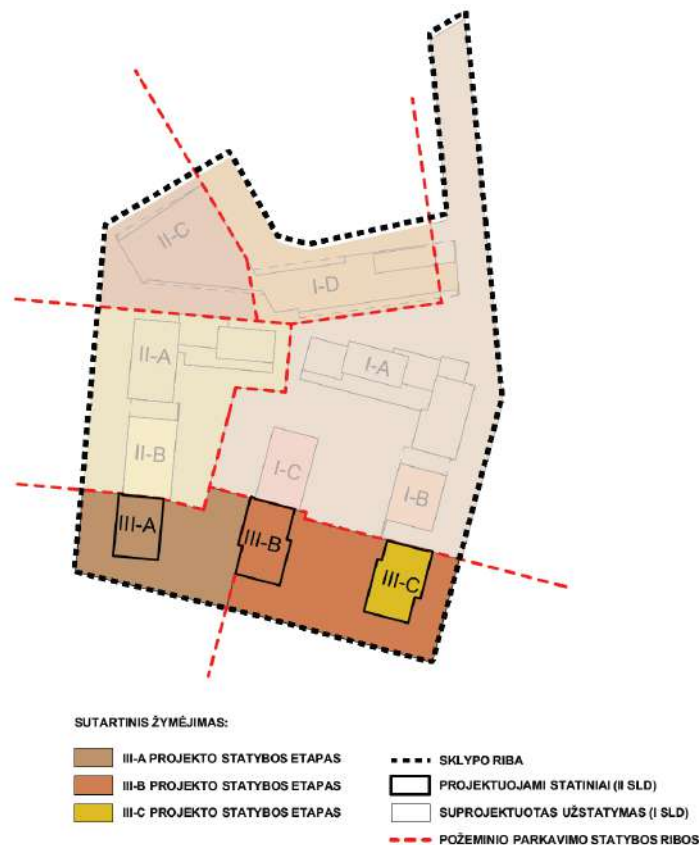 II-C
I-D
II-A
I-A
II-B
I-C
I-B
III-A
III-B
III-C
SUTARTINIS ŽYMĖJIMAS:
III-A PROJEKTO STATYBOS ETAPAS
III-B PROJEKTO STATYBOS ETAPAS
III-C PROJEKTO STATYBOS ETAPAS
SKLYPO RIBA
PROJEKTUOJAMI STATINIAI (II SLD)
SUPROJEKTUOTAS UŽSTATYMAS (I SLD)
POŽEMINIO PARKAVIMO STATYBOS RIBOS